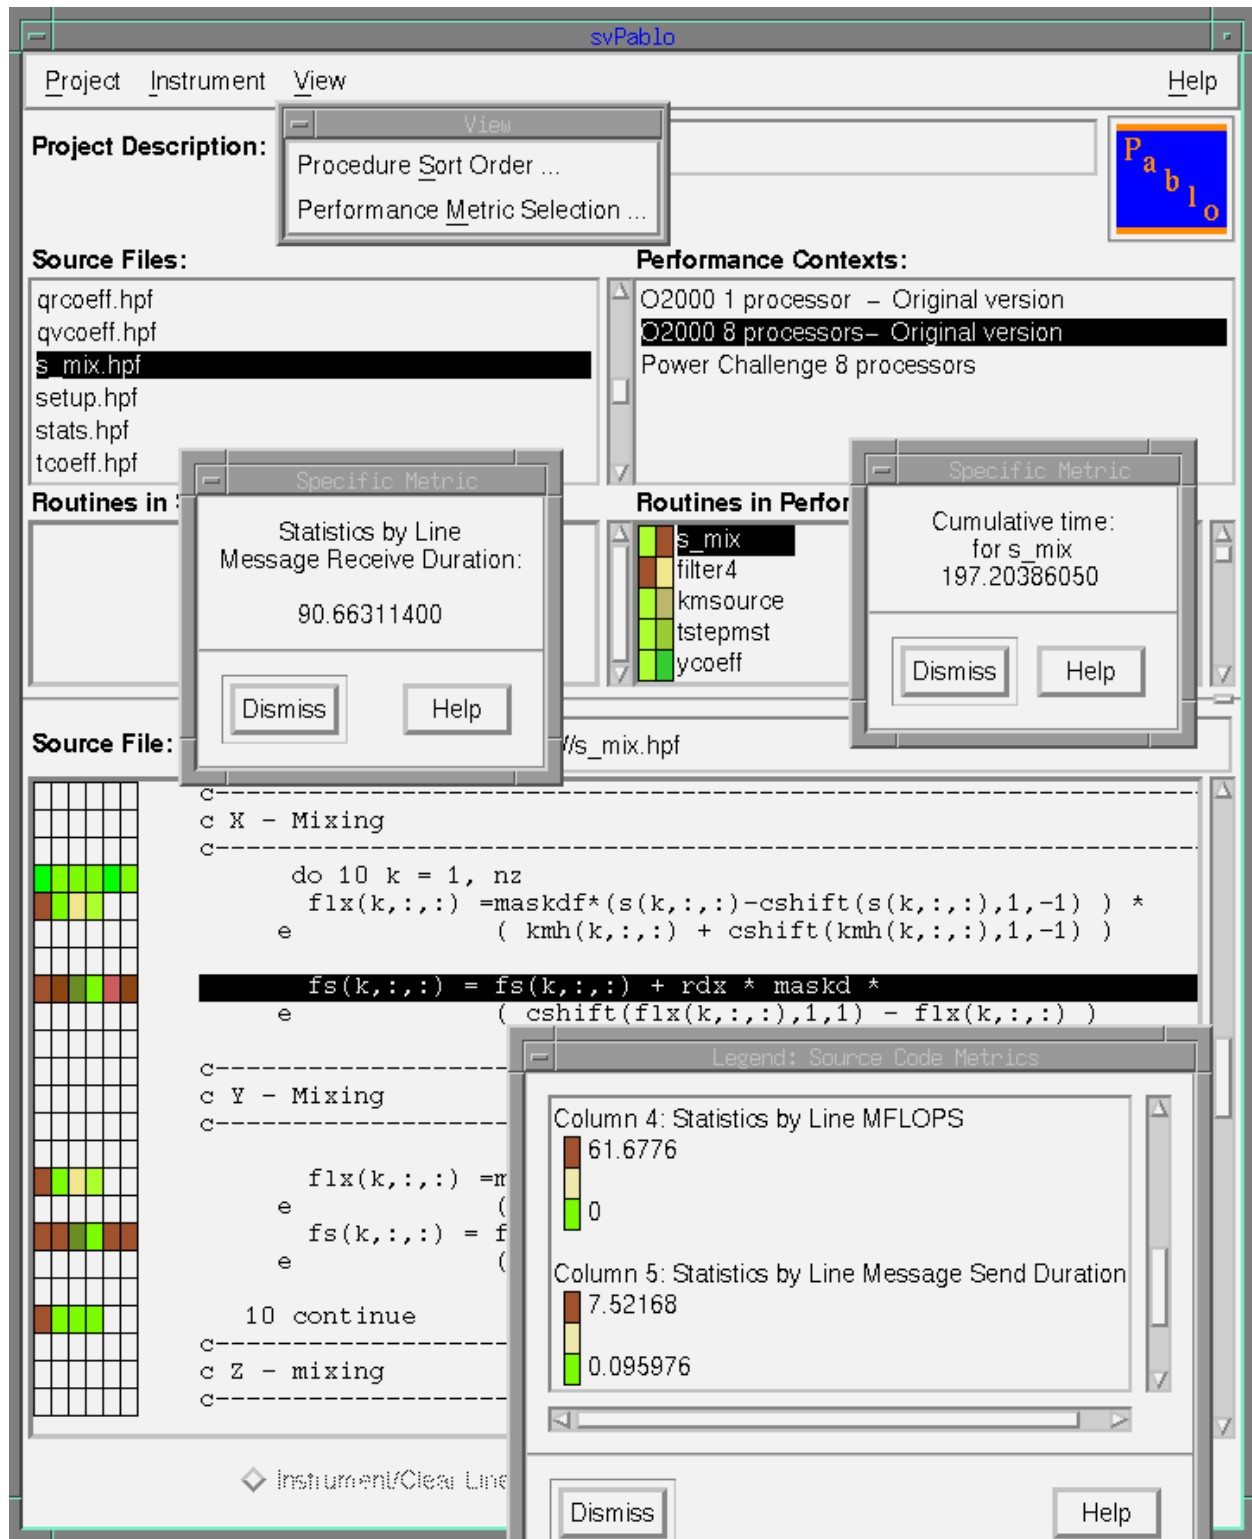 svPablo
Project Instrument View Help
View
Project Description:
Procedure Sort Order ...
Performance Metric Selection ...
Pablo
Source Files:
Performance Contexts:
qrcoeff.hpf
qvcoeff.hpf
s_mix.hpf
setup.hpf
stats.hpf
tcoeff.hpf
O2000 1 processor – Original version
O2000 8 processors– Original version
Power Challenge 8 processors
Specific Metric
Statistics by Line
Message Receive Duration:
90.66311400
Dismiss Help
Specific Metric
Cumulative time:
for s_mix
197.20386050
Dismiss Help
Routines in
Routines in Perfor
s_mix
filter4
kmsource
tstepmst
ycoeff
Source File: //s_mix.hpf
c------------------------------------------------------------------
c X - Mixing
c------------------------------------------------------------------
do 10 k = 1, nz
flx(k,:,:) =maskdf*(s(k,:,:)-cshift(s(k,:,:),1,-1) ) *
e ( kmh(k,:,:) + cshift(kmh(k,:,:),1,-1) )
fs(k,:,:) = fs(k,:,:) + rdx * maskd *
e ( cshift(flx(k,:,:),1,1) - flx(k,:,:) )
c-------------------
c Y - Mixing
c-------------------
flx(k,:,:) =m
e (
fs(k,:,:) = f
e (
10 continue
c-------------------
c Z - mixing
c-------------------
Legend: Source Code Metrics
Column 4: Statistics by Line MFLOPS
61.6776
0
Column 5: Statistics by Line Message Send Duration
7.52168
0.095976
Dismiss Help
Instrument/Clear Line